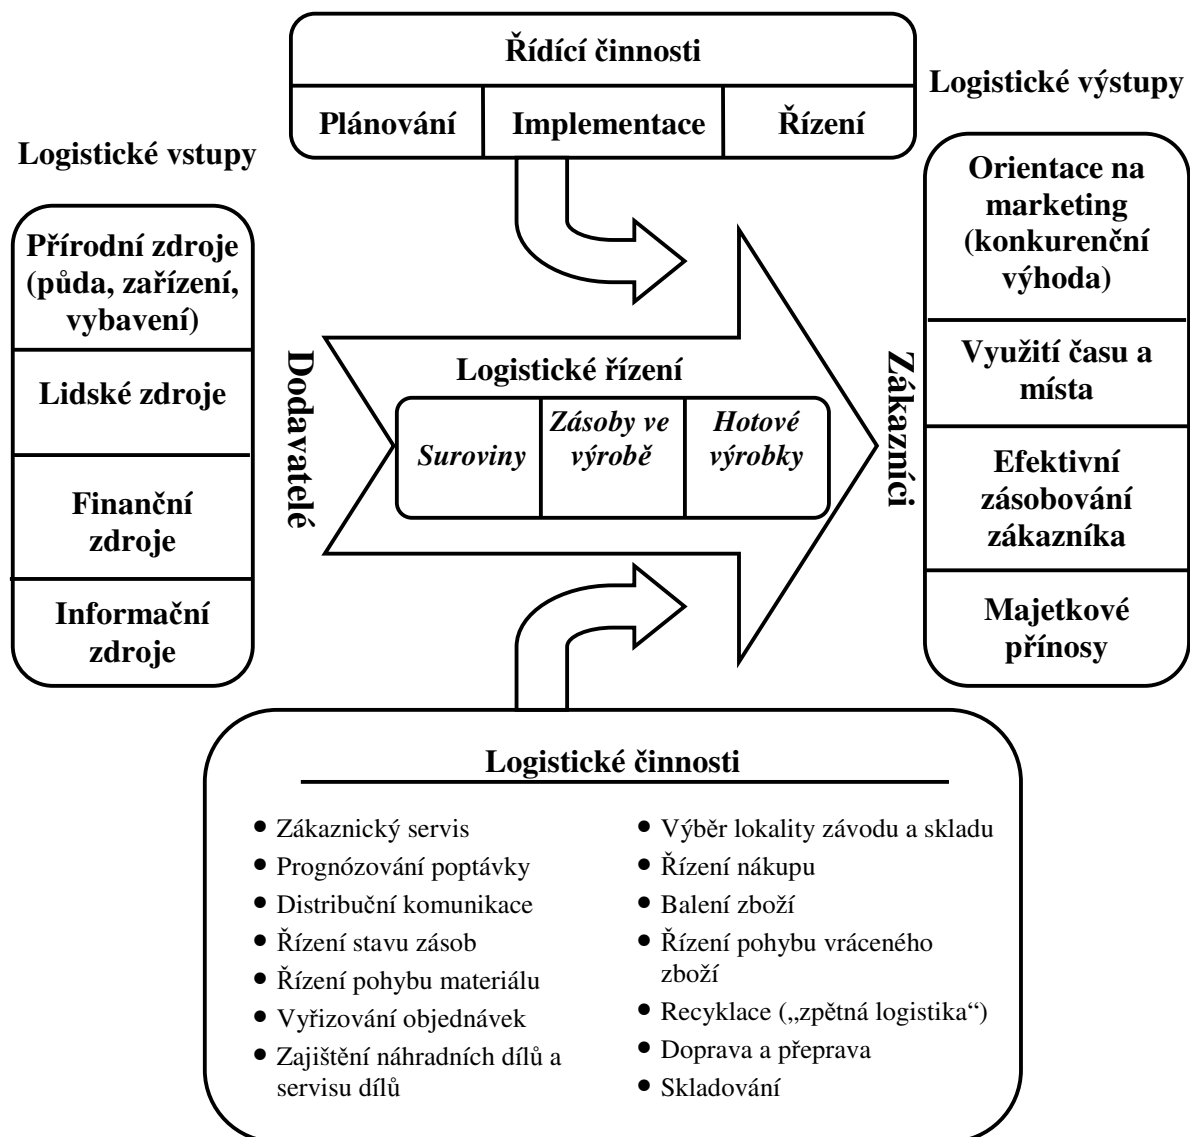 Řídící činnosti
Plánování
Implementace
Řízení
Logistické vstupy
Přírodní zdroje
(půda, zařízení,
vybavení)
Lidské zdroje
Finanční
zdroje
Informační
zdroje
Dodavatelé
Logistické řízení
Suroviny
Zásoby ve
výrobě
Hotové
výrobky
Zákazníci
Logistické výstupy
Orientace na
marketing
(konkurenční
výhoda)
Využití času a
místa
Efektivní
zásobování
zákazníka
Majetkové
přínosy
Logistické činnosti
• Zákaznický servis
• Prognózování poptávky
• Distribuční komunikace
• Řízení stavu zásob
• Řízení pohybu materiálu
• Vyřizování objednávek
• Zajištění náhradních dílů a
servisu dílů
• Výběr lokality závodu a skladu
• Řízení nákupu
• Balení zboží
• Řízení pohybu vráceného
zboží
• Recyklace („zpětná logistika“)
• Doprava a přeprava
• Skladování